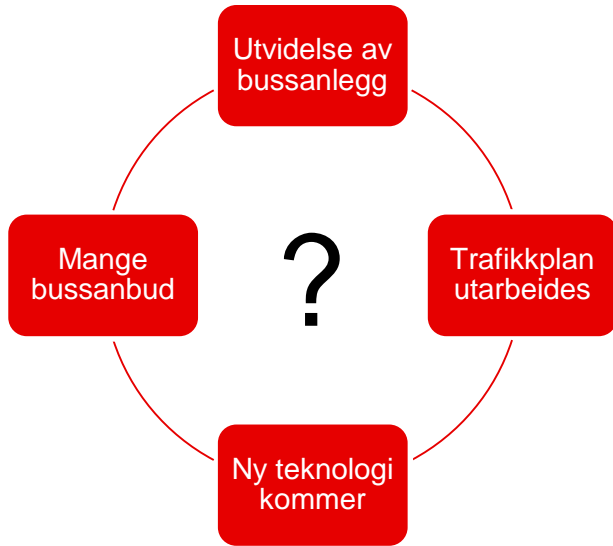 Utvidelse av
bussanlegg
Mange
bussanbud
?
Trafikkplan
utarbeides
Ny teknologi
kommer